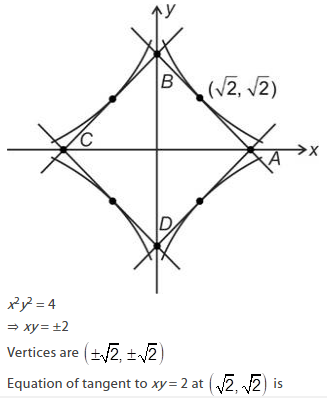 y
B
(√2, √2)
C
A
x
D
x²y² = 4
⇒ xy = ±2
Vertices are (±√2, ±√2)
Equation of tangent to xy = 2 at (√2, √2) is